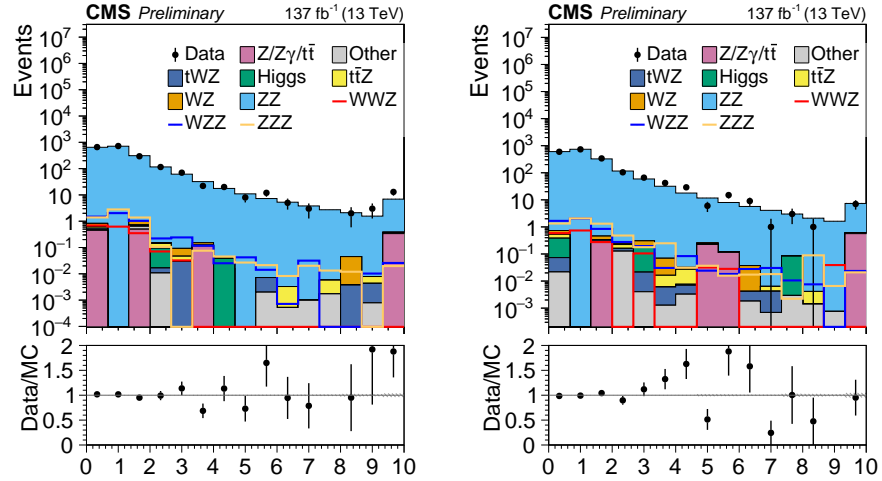 CMS Preliminary 137 fb⁻¹ (13 TeV)
Events
10⁷
10⁶
10⁵
10⁴
10³
10²
10
1
10⁻¹
10⁻²
10⁻³
10⁻⁴
Data Z/Zγ/tt̄ Other
tWZ Higgs tt̄Z
WZ ZZ WWZ
WZZ ZZZ
Data/MC
2
1.5
1
0.5
0
0 1 2 3 4 5 6 7 8 9 10
CMS Preliminary 137 fb⁻¹ (13 TeV)
Events
10⁷
10⁶
10⁵
10⁴
10³
10²
10
1
10⁻¹
10⁻²
10⁻³
Data Z/Zγ/tt̄ Other
tWZ Higgs tt̄Z
WZ ZZ WWZ
WZZ ZZZ
Data/MC
2
1.5
1
0.5
0
0 1 2 3 4 5 6 7 8 9 10